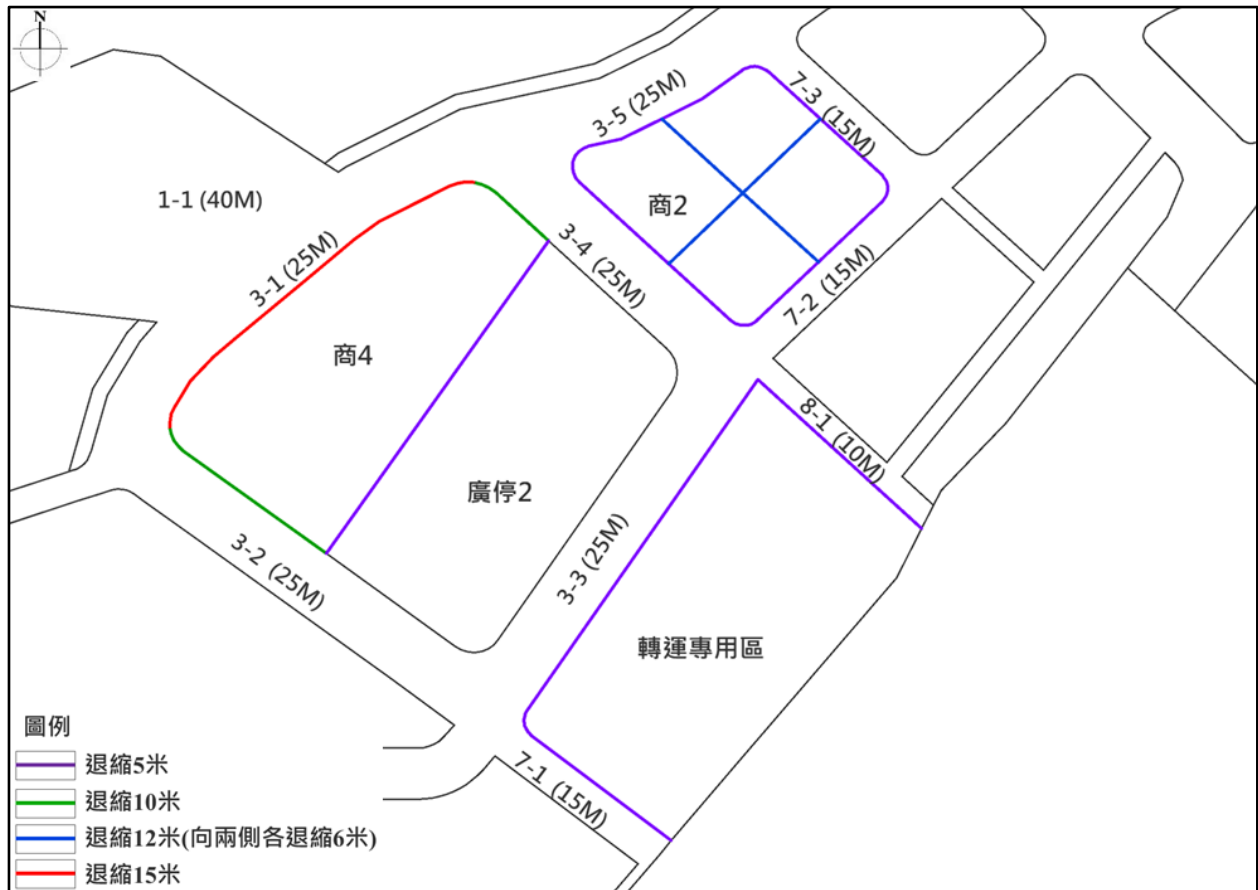 N
3-5 (25M)
7-3 (15M)
1-1 (40M)
商2
3-4 (25M)
3-1 (25M)
7-2 (15M)
商4
8-1 (10M)
廣停2
3-3 (25M)
3-2 (25M)
轉運專用區
圖例
7-1 (15M)
退縮5米
退縮10米
退縮12米(向兩側各退縮6米)
退縮15米